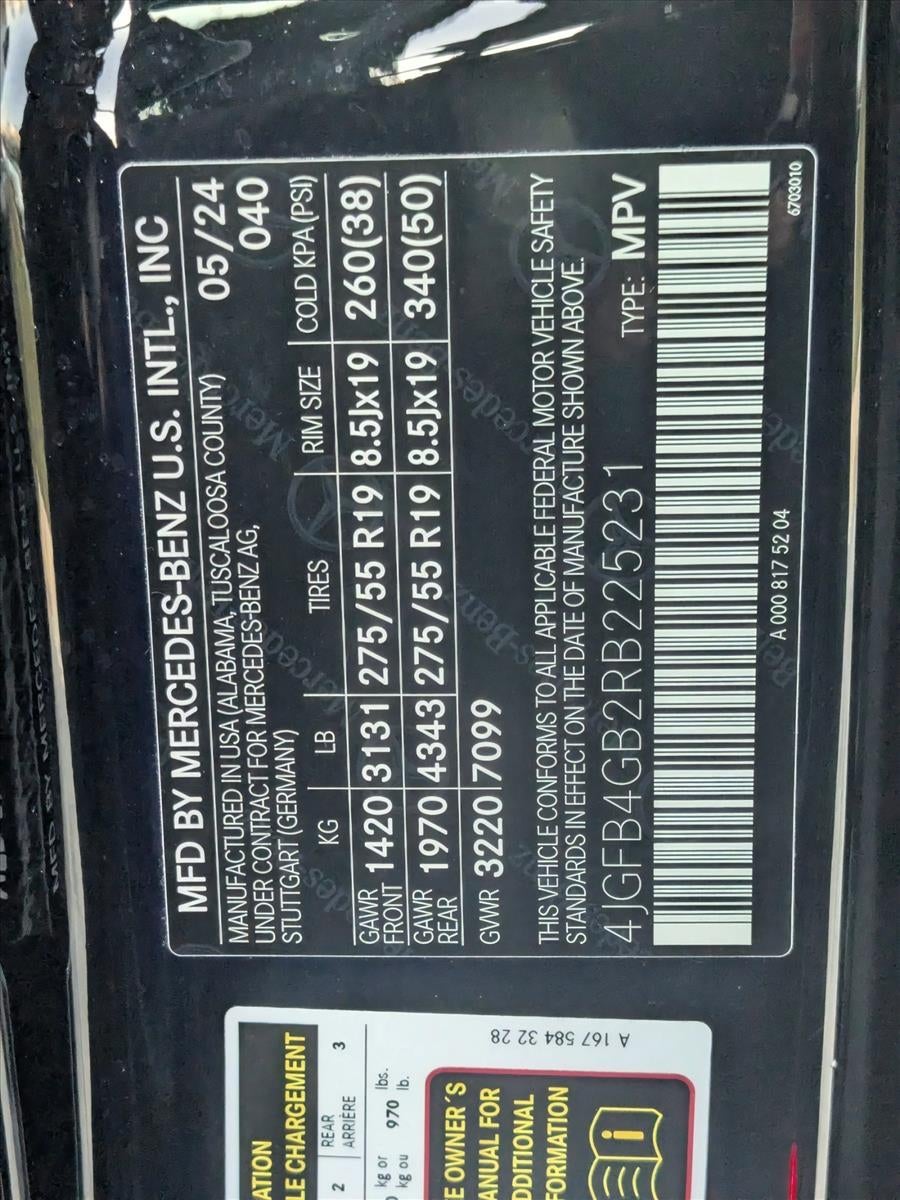 MFD BY MERCEDES-BENZ U.S. INTL., INC
MANUFACTURED IN USA (ALABAMA, TUSCALOOSA COUNTY) 05/24
UNDER CONTRACT FOR MERCEDES-BENZ AG, 040
STUTTGART (GERMANY)
KG LB TIRES RIM SIZE COLD KPA(PSI)
GAWR FRONT 1420 3131 275/55 R19 8.5Jx19 260(38)
GAWR REAR 1970 4343 275/55 R19 8.5Jx19 340(50)
GVWR 3220 7099
THIS VEHICLE CONFORMS TO ALL APPLICABLE FEDERAL MOTOR VEHICLE SAFETY
STANDARDS IN EFFECT ON THE DATE OF MANUFACTURE SHOWN ABOVE.
4JGFB4GB2RB225231 TYPE: MPV
A 000 817 52 04
6703010
ATION
LE CHARGEMENT
2 REAR 3
ARRIÈRE
kg or 970 lbs.
kg ou lb.
E OWNER'S
ANUAL FOR
DDITIONAL
FORMATION
i
A 167 584 32 28